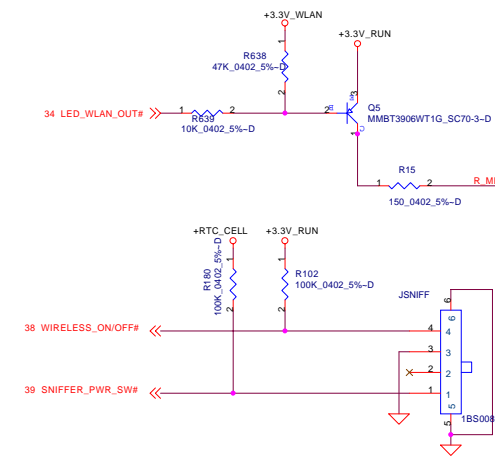 +3.3V_WLAN
+3.3V_RUN
1
R638
47K_0402_5%~D
2
3
34 LED_WLAN_OUT#
1
2
R639
10K_0402_5%~D
2
Q5
MMBT3906WT1G_SC70-3~D
1
R15
1
2
150_0402_5%~D
R_MI
+RTC_CELL
+3.3V_RUN
1
R180
100K_0402_5%~D
2
1
R102
100K_0402_5%~D
2
JSNIFF
6
6
38 WIRELESS_ON/OFF#
4
4
3
3
2
2
39 SNIFFER_PWR_SW#
1
1
5
5
1BS008